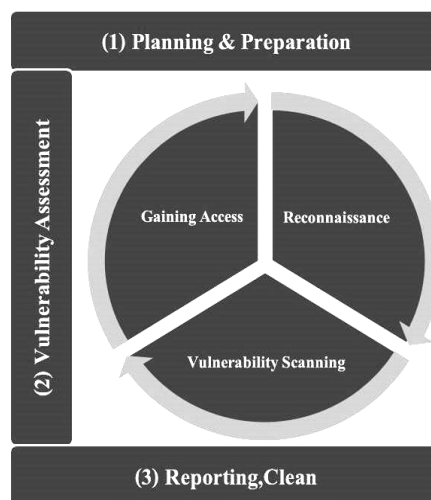 (1) Planning & Preparation
(2) Vulnerability Assessment
Gaining Access
Reconnaissance
Vulnerability Scanning
(3) Reporting,Clean